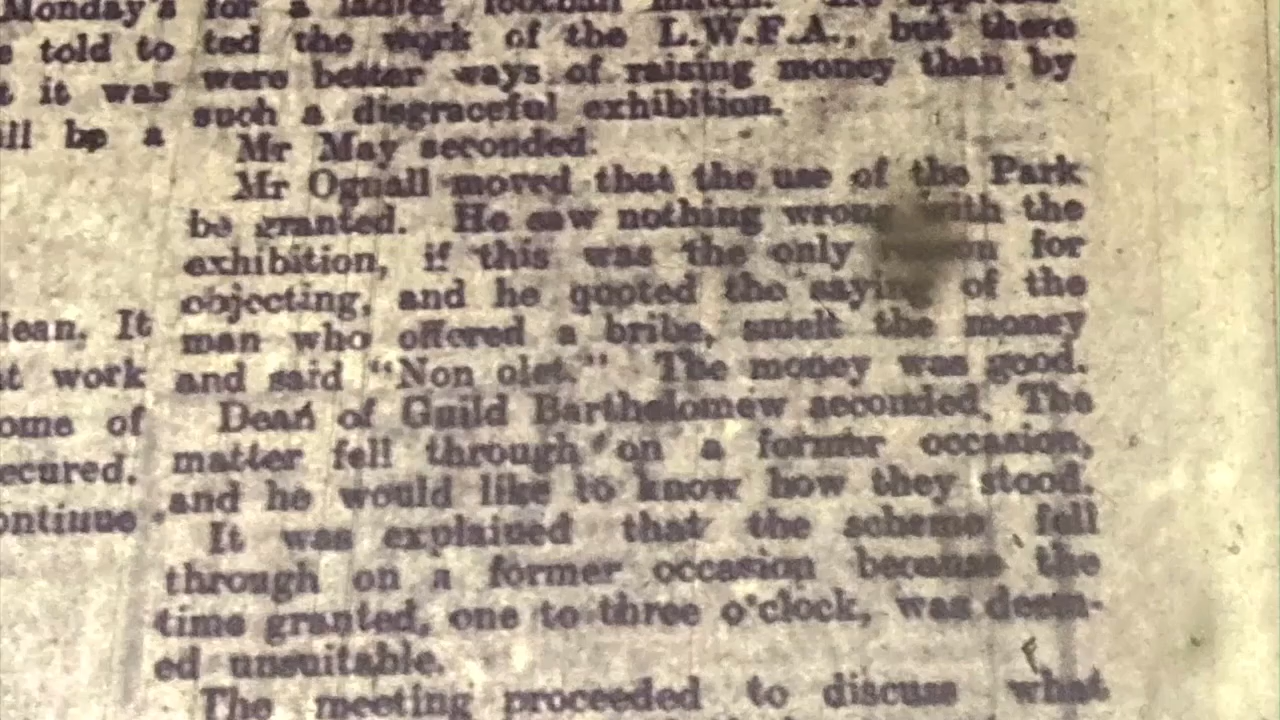 Monday's
told to
it was
ill be a
lean. It
at work
ome of
ecured.
ontinue
for a ladies' football match.
ted the work of the L.W.F.A., but there
were better ways of raising money than by
such a disgraceful exhibition.
Mr May seconded.
Mr Ognall moved that the use of the Park
be granted. He saw nothing wrong with the
exhibition, if this was the only for
objecting, and he quoted the saying of the
man who offered a bribe, smelt the money
and said "Non olet." The money was good.
Dean of Guild Bartholomew seconded. The
matter fell through on a former occasion,
and he would like to know how they stood.
It was explained that the scheme fell
through on a former occasion because the
time granted, one to three o'clock, was deem-
ed unsuitable.
The meeting proceeded to discuss what